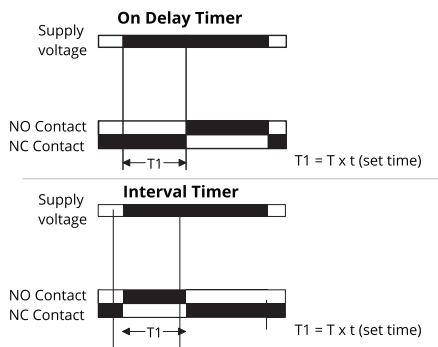 On Delay Timer
Supply
voltage
NO Contact
NC Contact
T1
T1 = T x t (set time)
Interval Timer
Supply
voltage
NO Contact
NC Contact
T1
T1 = T x t (set time)